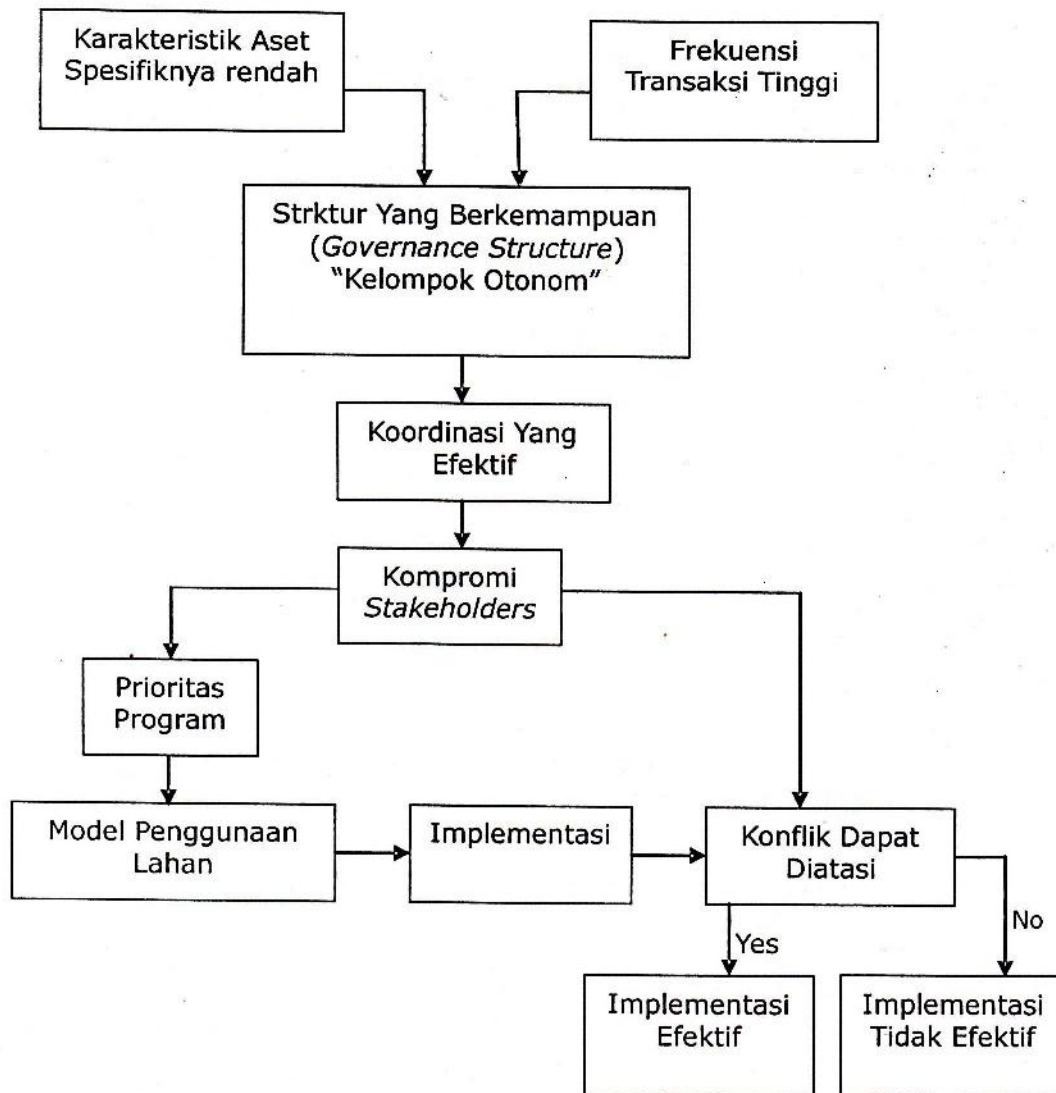 Karakteristik Aset
Spesifiknya rendah
Frekuensi
Transaksi Tinggi
Strktur Yang Berkemampuan
(Governance Structure)
“Kelompok Otonom”
Koordinasi Yang
Efektif
Kompromi
Stakeholders
Prioritas
Program
Model Penggunaan
Lahan
Implementasi
Konflik Dapat
Diatasi
Yes
No
Implementasi
Efektif
Implementasi
Tidak Efektif